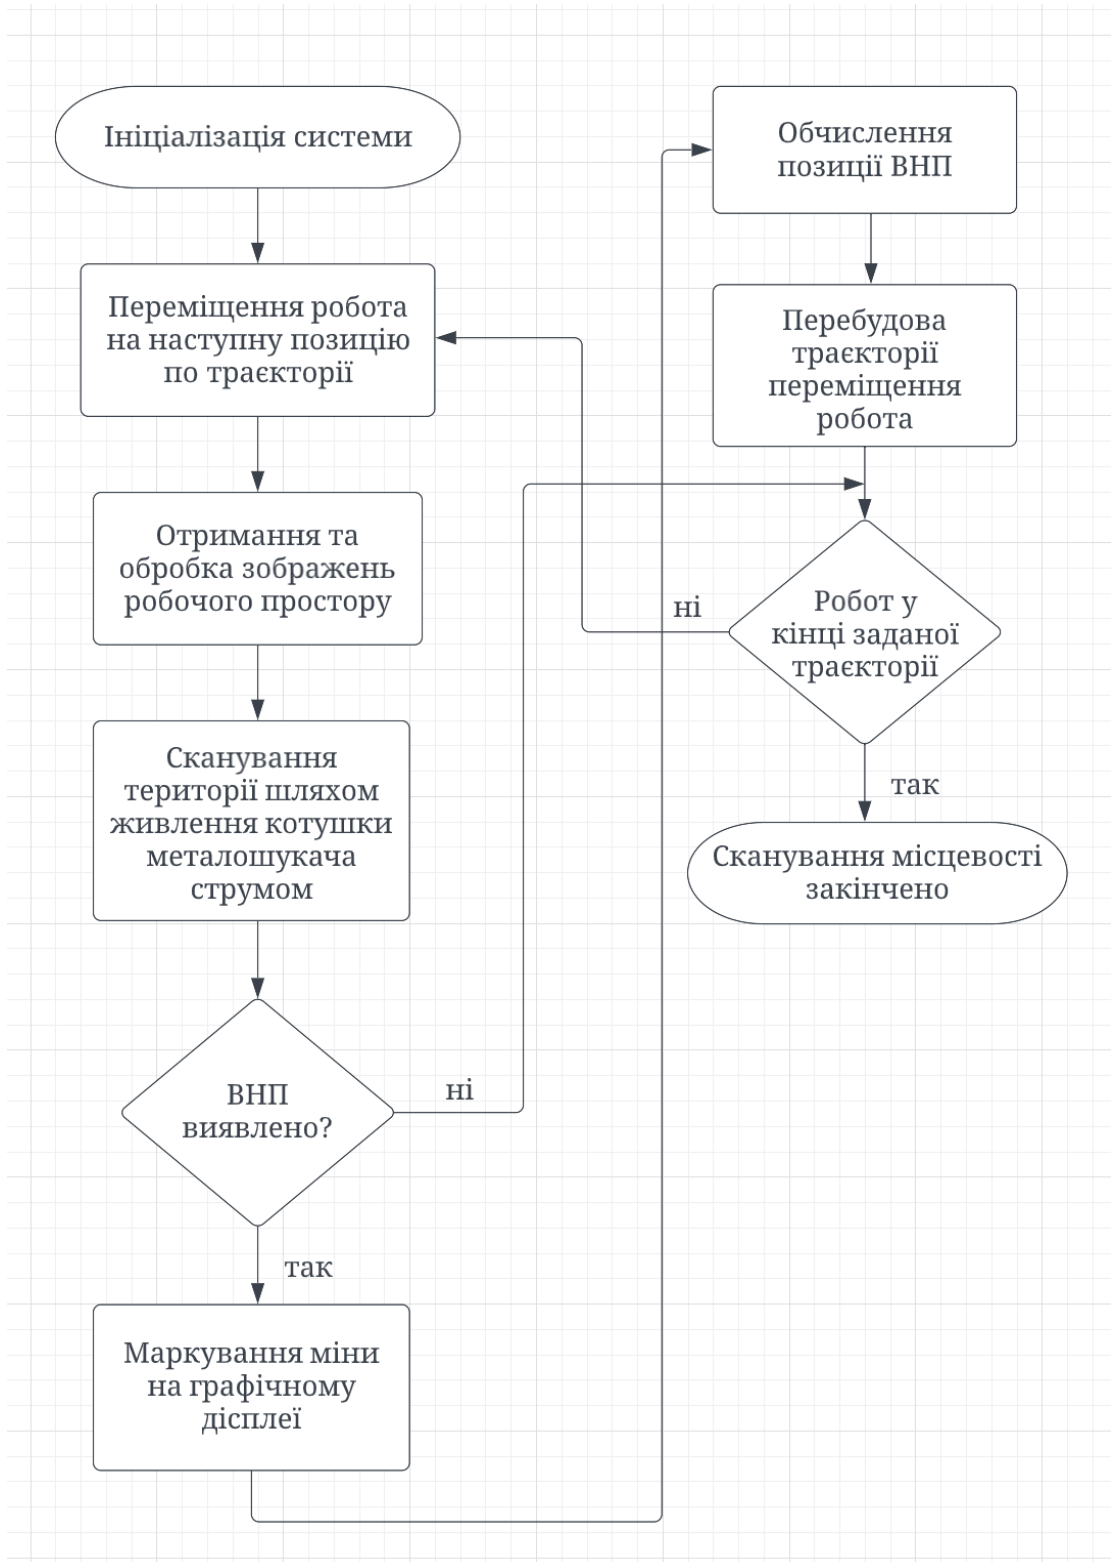 Ініціалізація системи
Переміщення робота
на наступну позицію
по траєкторії
Отримання та
обробка зображень
робочого простору
Сканування
території шляхом
живлення котушки
металошукача
струмом
ВНП
виявлено?
ні
так
Маркування міни
на графічному
дісплеї
Обчислення
позиції ВНП
Перебудова
траєкторії
переміщення
робота
Робот у
кінці заданої
траєкторії
ні
так
Сканування місцевості
закінчено